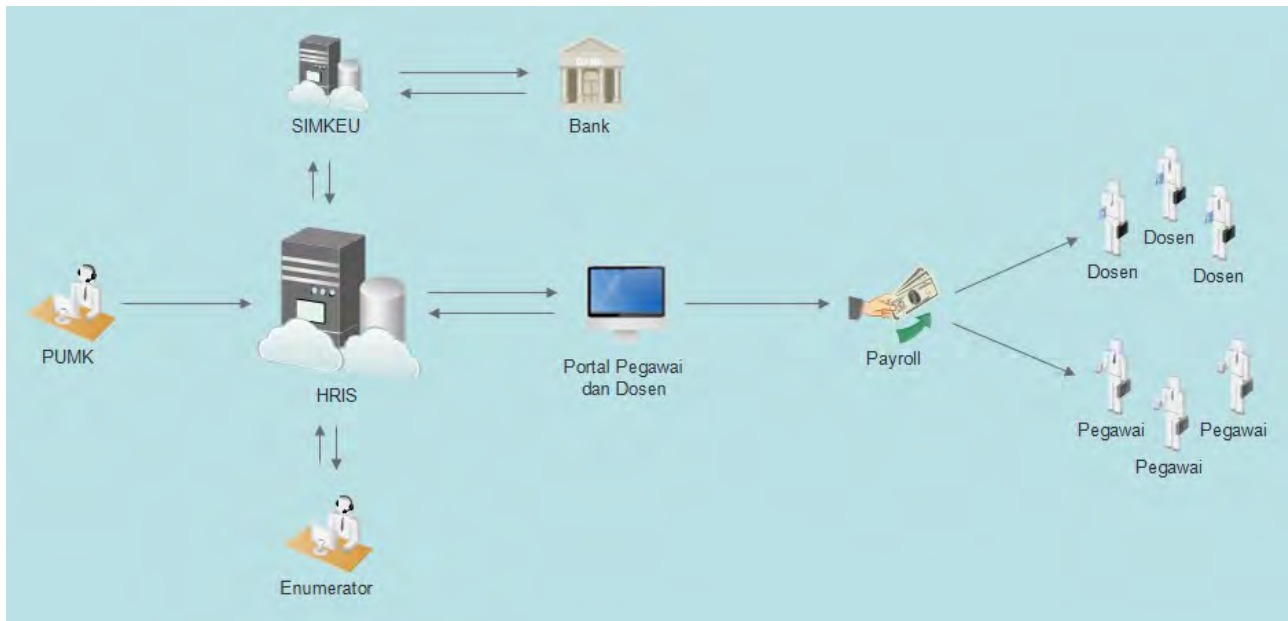 SIMKEU
Bank
Dosen
Dosen
Dosen
PUMK
HRIS
Portal Pegawai
dan Dosen
Payroll
Pegawai
Pegawai
Pegawai
Enumerator